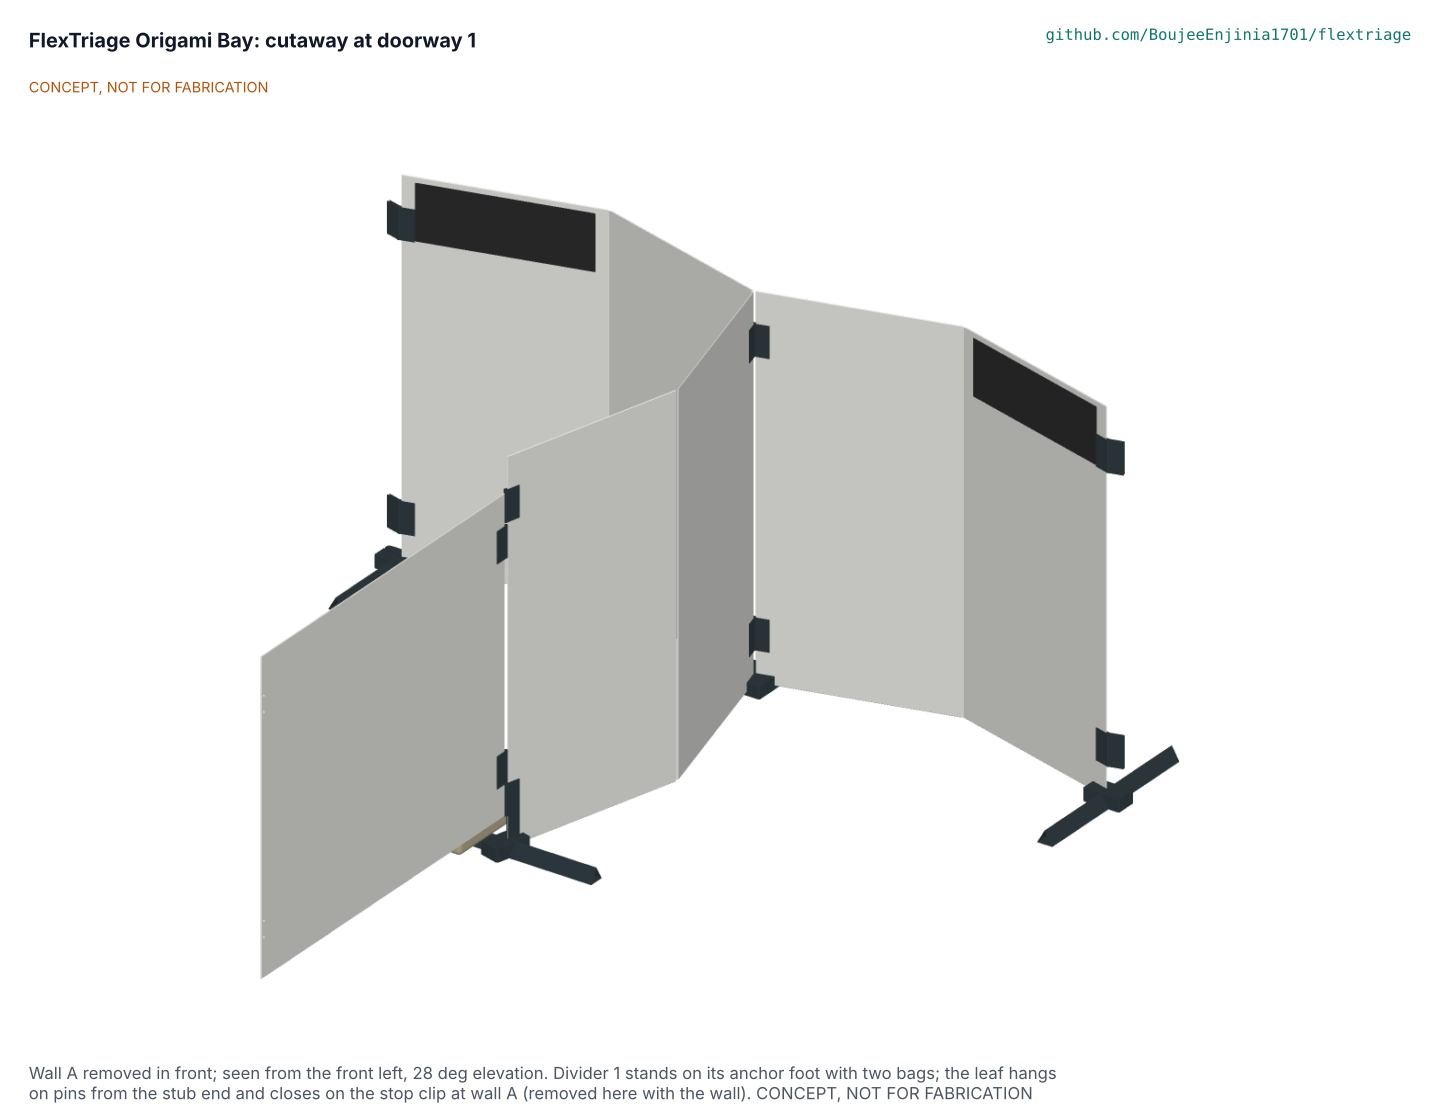 FlexTriage Origami Bay: cutaway at doorway 1
github.com/BoujeeEnjinia1701/flextriage
CONCEPT, NOT FOR FABRICATION
Wall A removed in front; seen from the front left, 28 deg elevation. Divider 1 stands on its anchor foot with two bags; the leaf hangs
on pins from the stub end and closes on the stop clip at wall A (removed here with the wall). CONCEPT, NOT FOR FABRICATION